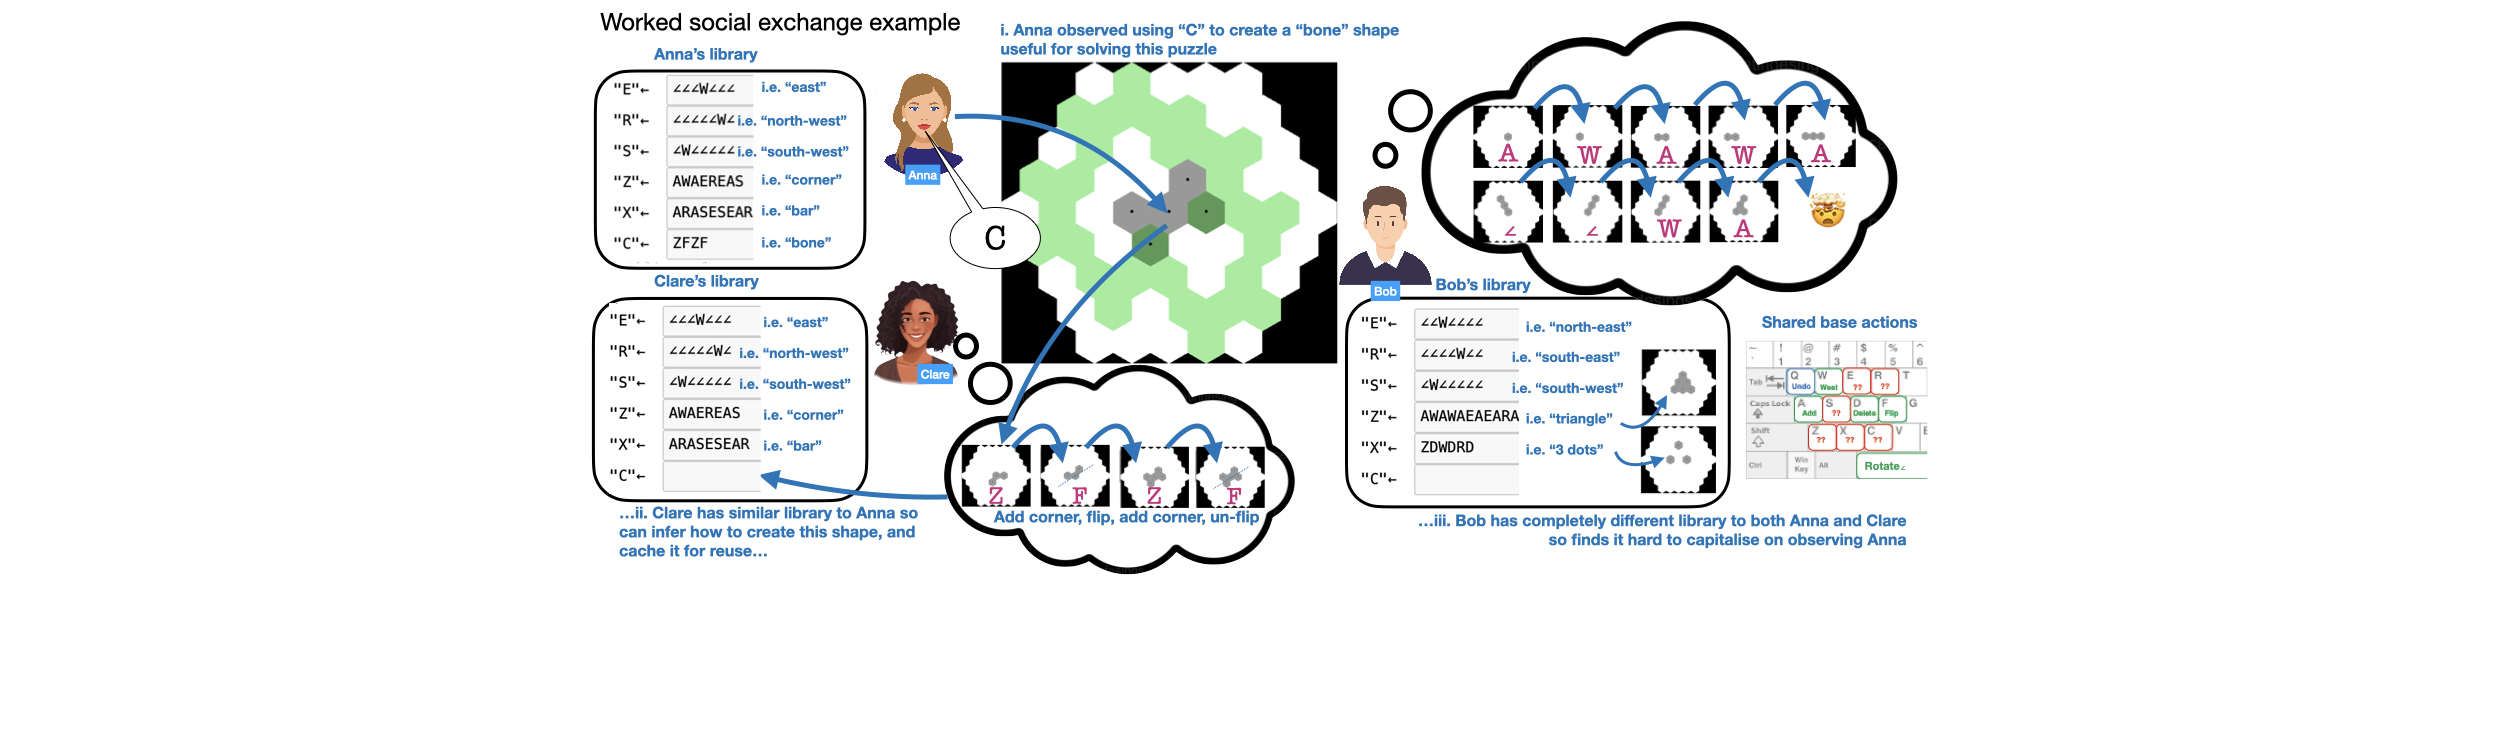 Worked social exchange example
Anna's library
"E"← ∠∠∠W∠∠∠ i.e. “east”
"R"← ∠∠∠∠∠W∠ i.e. “north-west”
"S"← ∠W∠∠∠∠∠ i.e. “south-west”
"Z"← AWAEREAS i.e. “corner”
"X"← ARASESEAR i.e. “bar”
"C"← ZFZF i.e. “bone”
Anna
C
i. Anna observed using “C” to create a “bone” shape
useful for solving this puzzle
A W A W A
∠ ∠ W A
Bob
Clare's library
"E"← ∠∠∠W∠∠∠ i.e. “east”
"R"← ∠∠∠∠∠W∠ i.e. “north-west”
"S"← ∠W∠∠∠∠∠ i.e. “south-west”
"Z"← AWAEREAS i.e. “corner”
"X"← ARASESEAR i.e. “bar”
"C"←
Clare
…ii. Clare has similar library to Anna so
can infer how to create this shape, and
cache it for reuse…
Z F Z F
Add corner, flip, add corner, un-flip
Bob's library
"E"← ∠∠W∠∠∠∠ i.e. “north-east”
"R"← ∠∠∠∠W∠∠ i.e. “south-east”
"S"← ∠W∠∠∠∠∠ i.e. “south-west”
"Z"← AWAWAEAEARA i.e. “triangle”
"X"← ZDWDRD i.e. “3 dots”
"C"←
…iii. Bob has completely different library to both Anna and Clare
so finds it hard to capitalise on observing Anna
Shared base actions
~ ! @ # $ % ^
` 1 2 3 4 5 6
Tab Q W E R T
Undo West ?? ??
Caps Lock A S D F G
Add ?? Delete Flip
Shift Z X C V
?? ?? ??
Ctrl Win Key Alt Rotate∠